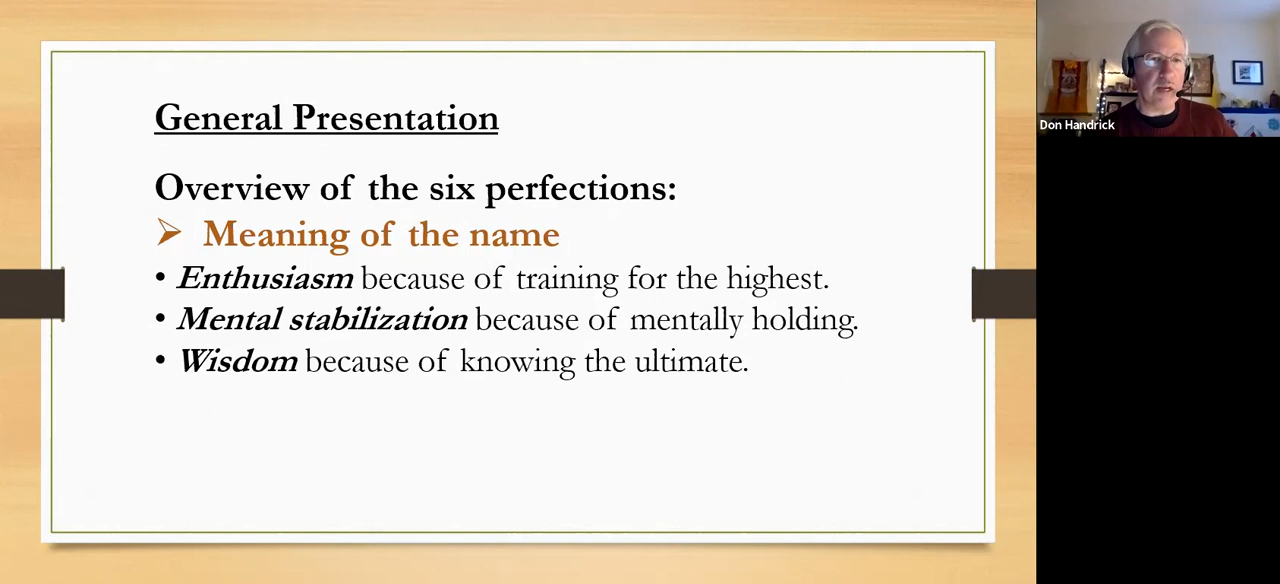 General Presentation
Overview of the six perfections:
➢ Meaning of the name
• Enthusiasm because of training for the highest.
• Mental stabilization because of mentally holding.
• Wisdom because of knowing the ultimate.
Don Handrick